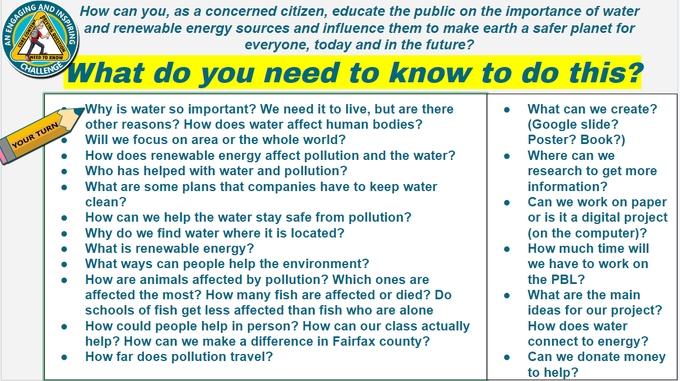 How can you, as a concerned citizen, educate the public on the importance of water
and renewable energy sources and influence them to make earth a safer planet for
everyone, today and in the future?
AN ENGAGING AND INSPIRING
NEED TO KNOW
CHALLENGE
What do you need to know to do this?
YOUR TURN
● Why is water so important? We need it to live, but are there
other reasons? How does water affect human bodies?
● Will we focus on area or the whole world?
● How does renewable energy affect pollution and the water?
● Who has helped with water and pollution?
● What are some plans that companies have to keep water
clean?
● How can we help the water stay safe from pollution?
● Why do we find water where it is located?
● What is renewable energy?
● What ways can people help the environment?
● How are animals affected by pollution? Which ones are
affected the most? How many fish are affected or died? Do
schools of fish get less affected than fish who are alone
● How could people help in person? How can our class actually
help? How can we make a difference in Fairfax county?
● How far does pollution travel?
● What can we create?
(Google slide?
Poster? Book?)
● Where can we
research to get more
information?
● Can we work on paper
or is it a digital project
(on the computer)?
● How much time will
we have to work on
the PBL?
● What are the main
ideas for our project?
How does water
connect to energy?
● Can we donate money
to help?